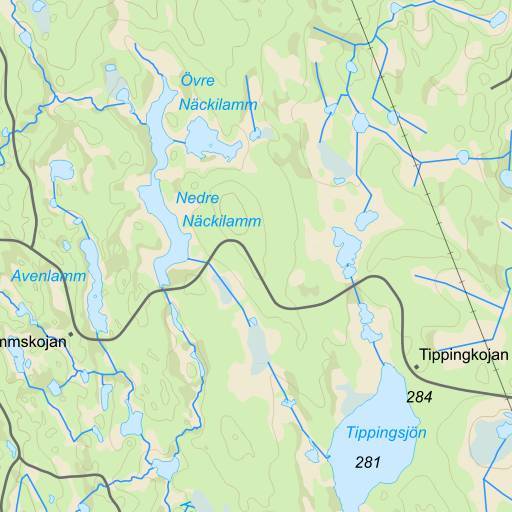 Övre
Näckilamm
Nedre
Näckilamm
Avenlamm
mmskojan
Tippingkojan
284
Tippingsjön
281